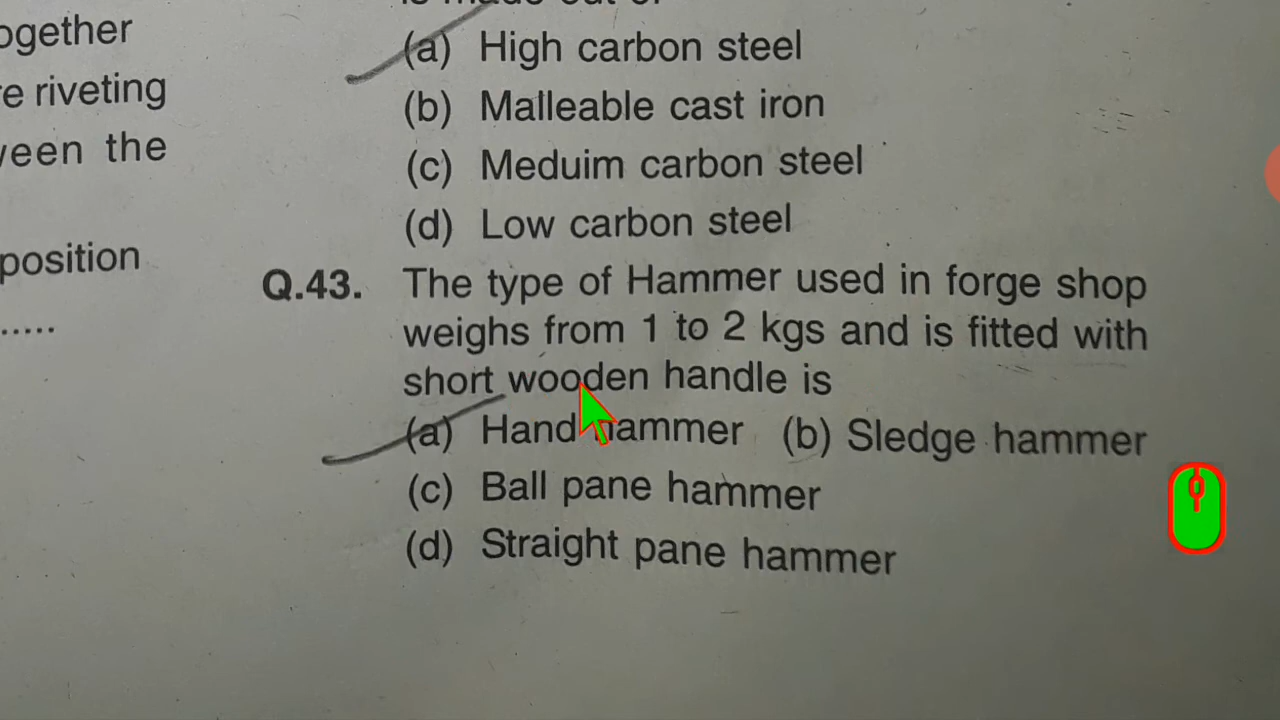 ogether
e riveting
een the
position
.....
(a) High carbon steel
(b) Malleable cast iron
(c) Meduim carbon steel
(d) Low carbon steel
Q.43. The type of Hammer used in forge shop
weighs from 1 to 2 kgs and is fitted with
short wooden handle is
(a) Hand hammer (b) Sledge hammer
(c) Ball pane hammer
(d) Straight pane hammer